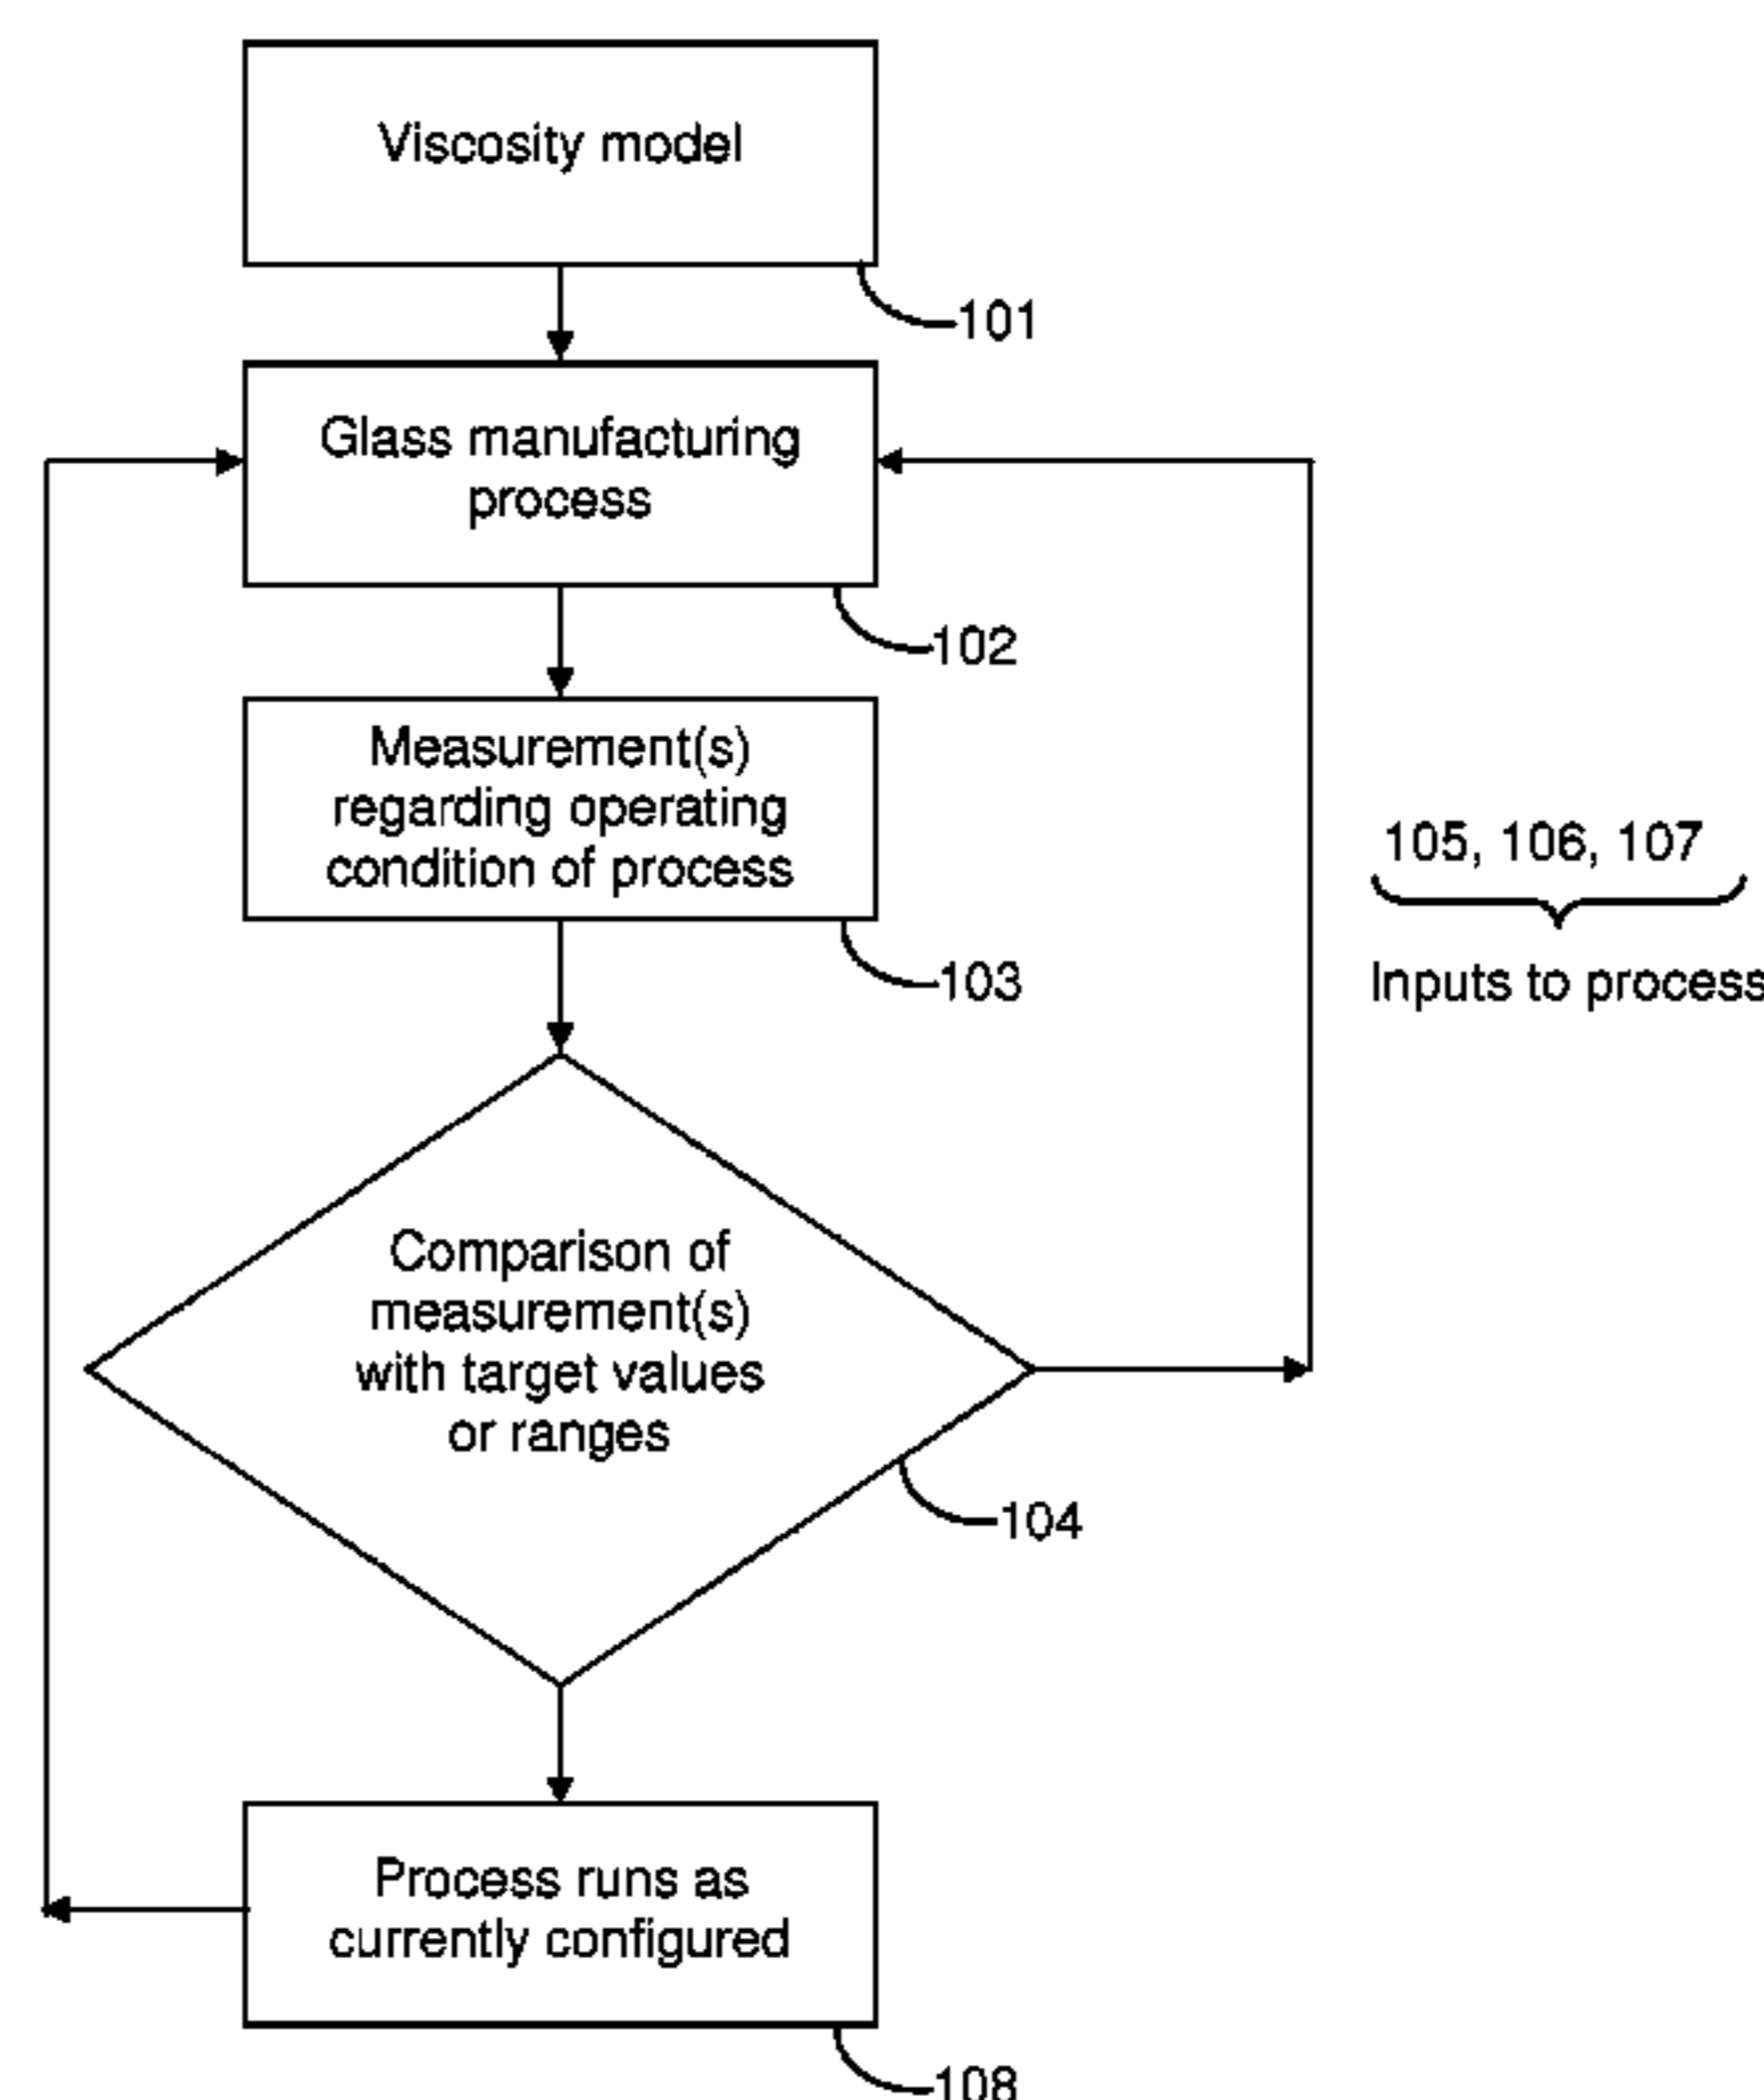 Viscosity model
101
Glass manufacturing
process
102
Measurement(s)
regarding operating
condition of process
103
105, 106, 107
Inputs to process
Comparison of
measurement(s)
with target values
or ranges
104
Process runs as
currently configured
108